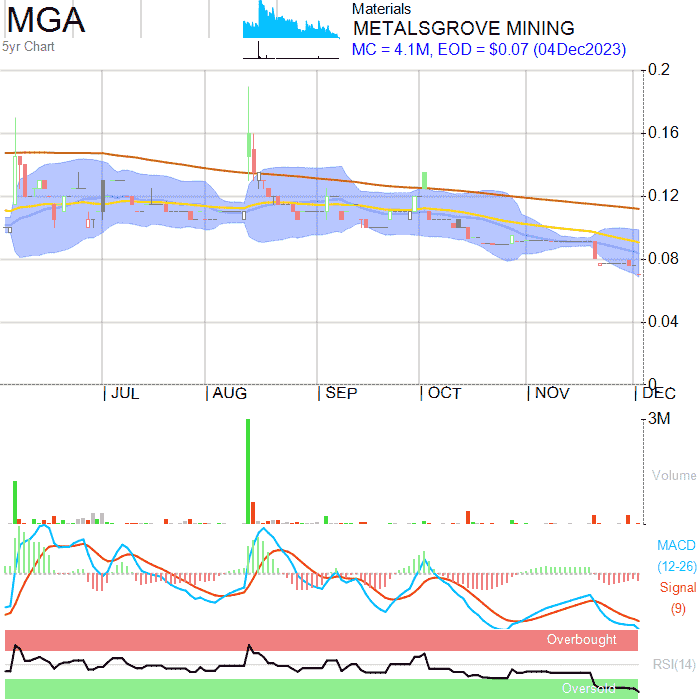 MGA
5yr Chart
Materials
METALSGROVE MINING
MC = 4.1M, EOD = $0.07 (04Dec2023)
0.2
0.16
0.12
0.08
0.04
0
JUL
AUG
SEP
OCT
NOV
DEC
3M
Volume
MACD
(12-26)
Signal
(9)
Overbought
RSI(14)
Oversold